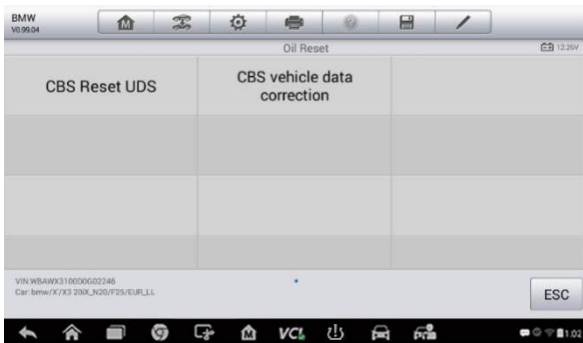 BMW
V0.99.04
Oil Reset
12.26V
CBS Reset UDS
CBS vehicle data
correction
VIN:WBAWX3100D0G02246
Car: bmw/X'/X3 20iX_N20/F25/EUR_LL
ESC
VCI
1:02